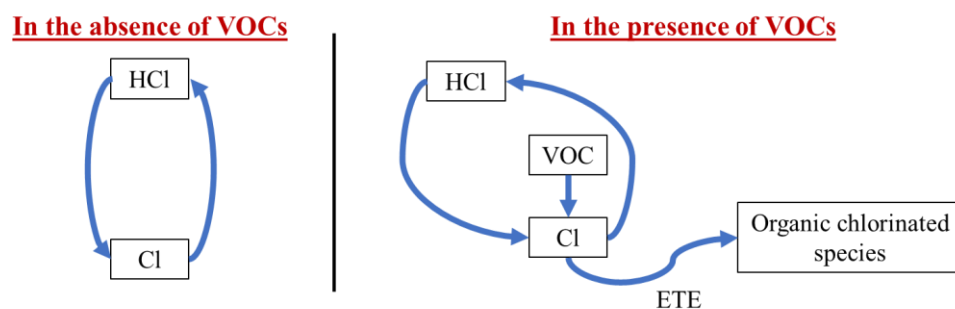 In the absence of VOCs
HCl
Cl
In the presence of VOCs
HCl
VOC
Cl
Organic chlorinated
species
ETE